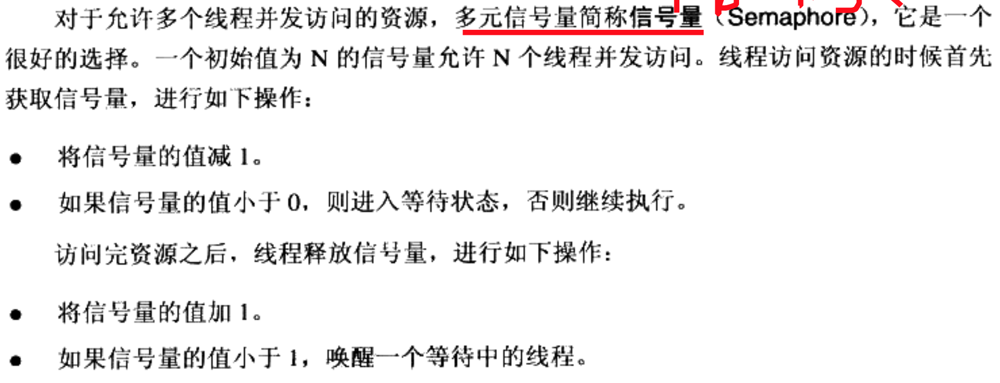 对于允许多个线程并发访问的资源，多元信号量简称信号量（Semaphore），它是一个
很好的选择。一个初始值为 N 的信号量允许 N 个线程并发访问。线程访问资源的时候首先
获取信号量，进行如下操作：
● 将信号量的值减 1。
● 如果信号量的值小于 0，则进入等待状态，否则继续执行。
访问完资源之后，线程释放信号量，进行如下操作：
● 将信号量的值加 1。
● 如果信号量的值小于 1，唤醒一个等待中的线程。